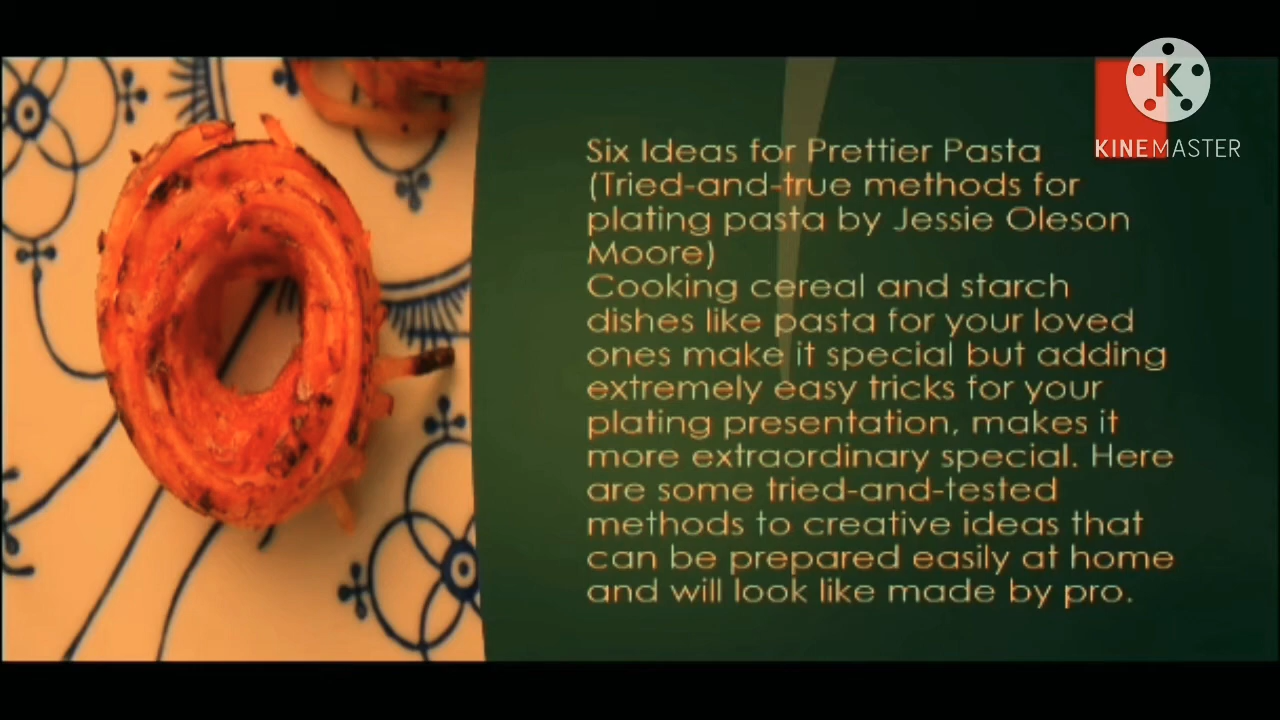 KINEMASTER
Six Ideas for Prettier Pasta
(Tried-and-true methods for
plating pasta by Jessie Oleson
Moore)
Cooking cereal and starch
dishes like pasta for your loved
ones make it special but adding
extremely easy tricks for your
plating presentation, makes it
more extraordinary special. Here
are some tried-and-tested
methods to creative ideas that
can be prepared easily at home
and will look like made by pro.